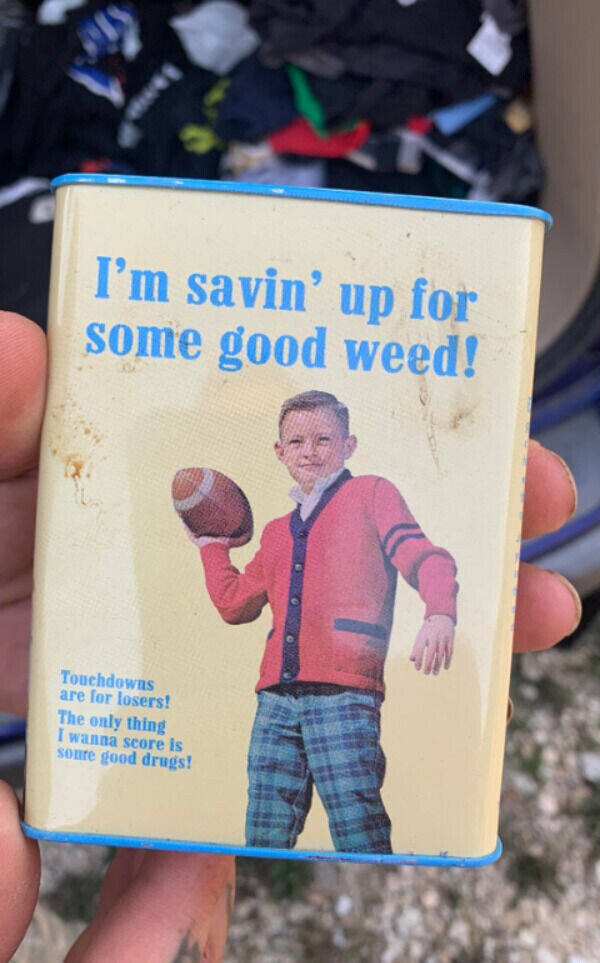 I'm savin' up for
some good weed!
Touchdowns
are for losers!
The only thing
I wanna score is
some good drugs!